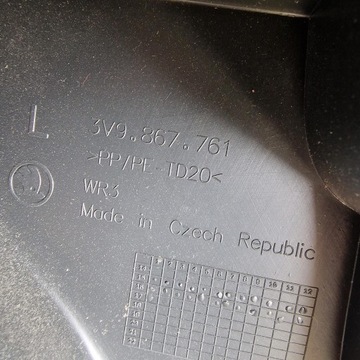 L
3V9.867.761
>PP/PE-TD20<
WR3
Made in Czech Republic